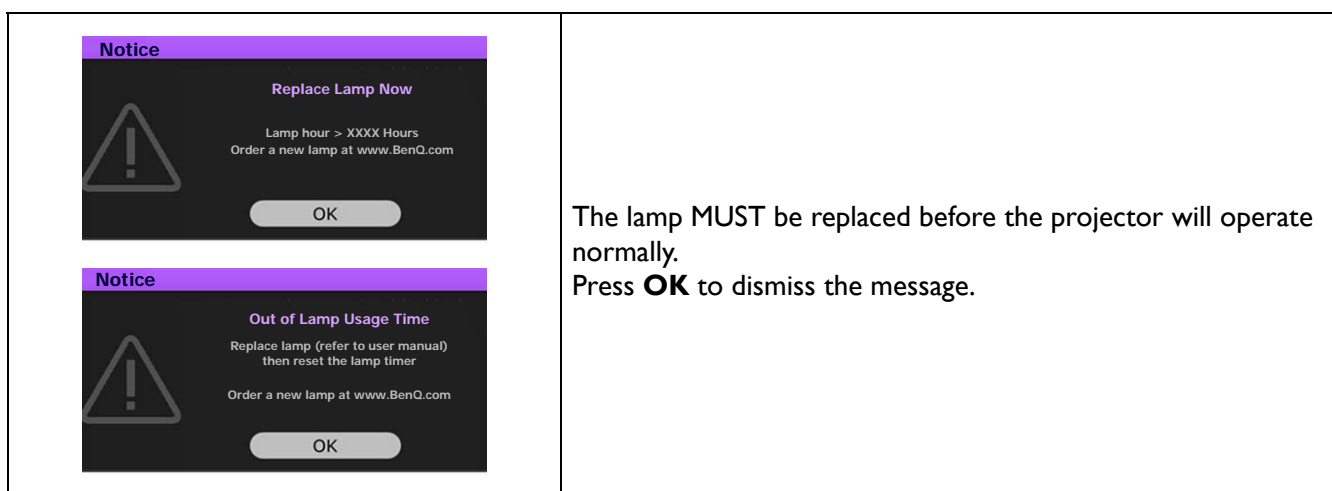 Notice
Replace Lamp Now
Lamp hour > XXXX Hours
Order a new lamp at www.BenQ.com
OK
Notice
Out of Lamp Usage Time
Replace lamp (refer to user manual)
then reset the lamp timer
Order a new lamp at www.BenQ.com
OK
The lamp MUST be replaced before the projector will operate
normally.
Press OK to dismiss the message.